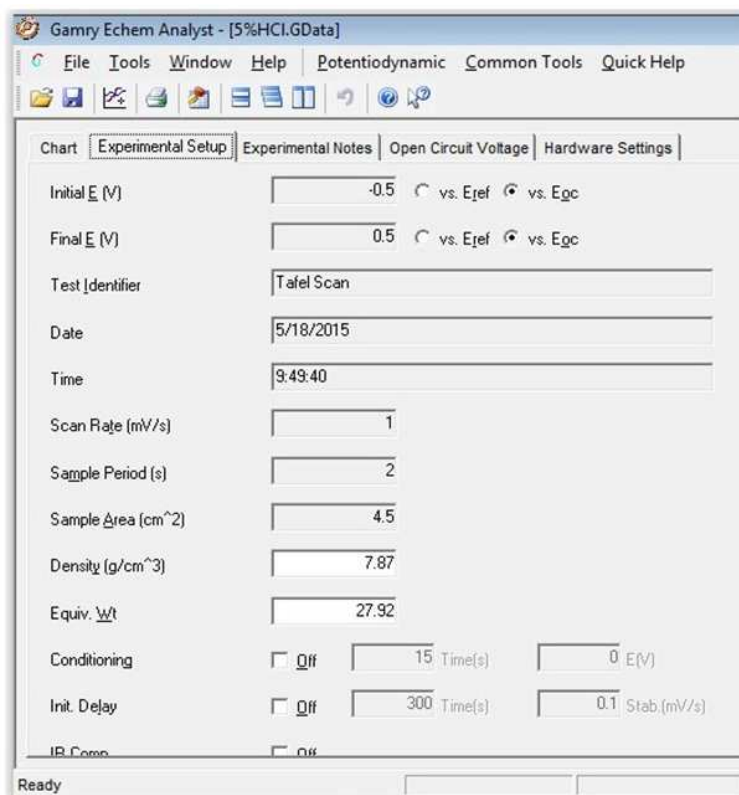 Gamry Echem Analyst - [5%HCl.GData]
File Tools Window Help Potentiodynamic Common Tools Quick Help
Chart Experimental Setup Experimental Notes Open Circuit Voltage Hardware Settings
Initial E (V) -0.5 vs. Eref vs. Eoc
Final E (V) 0.5 vs. Eref vs. Eoc
Test Identifier Tafel Scan
Date 5/18/2015
Time 9:49:40
Scan Rate (mV/s) 1
Sample Period (s) 2
Sample Area (cm^2) 4.5
Density (g/cm^3) 7.87
Equiv. Wt 27.92
Conditioning Off 15 Time(s) 0 E(V)
Init. Delay Off 300 Time(s) 0.1 Stab.(mV/s)
IR Comp Off
Ready